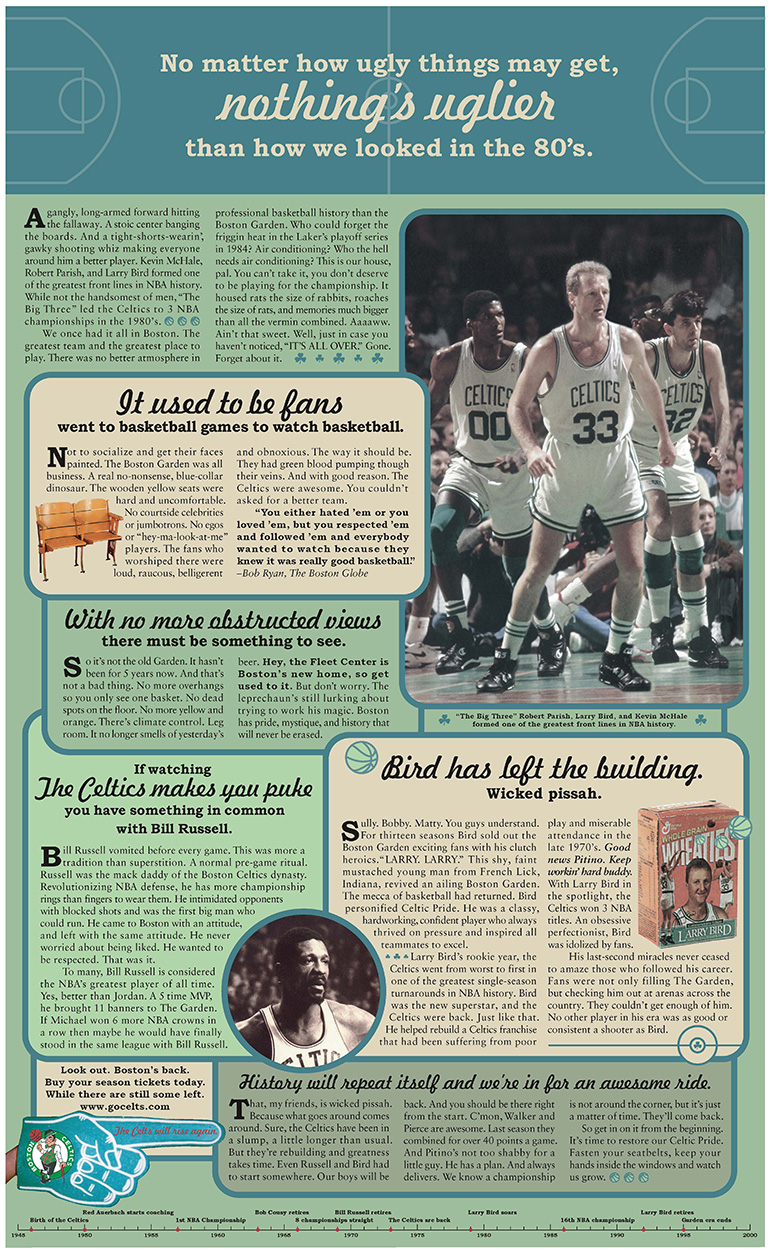 No matter how ugly things may get,
nothing's uglier
than how we looked in the 80's.
A gangly, long-armed forward hitting
the fallaway. A stoic center banging
the boards. And a tight-shorts-wearin',
gawky shooting whiz making everyone
around him a better player. Kevin McHale,
Robert Parish, and Larry Bird formed one
of the greatest front lines in NBA history.
While not the handsomest of men, "The
Big Three" led the Celtics to 3 NBA
championships in the 1980's.
We once had it all in Boston. The
greatest team and the greatest place to
play. There was no better atmosphere in
professional basketball history than the
Boston Garden. Who could forget the
friggin heat in the Laker's playoff series
in 1984? Air conditioning? Who the hell
needs air conditioning? This is our house,
pal. You can't take it, you don't deserve
to be playing for the championship. It
housed rats the size of rabbits, roaches
the size of rats, and memories much bigger
than all the vermin combined. Aaaaww.
Ain't that sweet. Well, just in case you
haven't noticed, "IT'S ALL OVER." Gone.
Forget about it.
CELTICS
00
CELTICS
33
CELTICS
32
"The Big Three" Robert Parish, Larry Bird, and Kevin McHale
formed one of the greatest front lines in NBA history.
It used to be fans
went to basketball games to watch basketball.
Not to socialize and get their faces
painted. The Boston Garden was all
business. A real no-nonsense, blue-collar
dinosaur. The wooden yellow seats were
hard and uncomfortable.
No courtside celebrities
or jumbotrons. No egos
or "hey-ma-look-at-me"
players. The fans who
worshiped there were
loud, raucous, belligerent
and obnoxious. The way it should be.
They had green blood pumping though
their veins. And with good reason. The
Celtics were awesome. You couldn't
asked for a better team.
"You either hated 'em or you
loved 'em, but you respected 'em
and followed 'em and everybody
wanted to watch because they
knew it was really good basketball."
–Bob Ryan, The Boston Globe
With no more obstructed views
there must be something to see.
So it's not the old Garden. It hasn't
been for 5 years now. And that's
not a bad thing. No more overhangs
so you only see one basket. No dead
spots on the floor. No more yellow and
orange. There's climate control. Leg
room. It no longer smells of yesterday's
beer. Hey, the Fleet Center is
Boston's new home, so get
used to it. But don't worry. The
leprechaun's still lurking about
trying to work his magic. Boston
has pride, mystique, and history that
will never be erased.
If watching
The Celtics makes you puke
you have something in common
with Bill Russell.
Bill Russell vomited before every game. This was more a
tradition than superstition. A normal pre-game ritual.
Russell was the mack daddy of the Boston Celtics dynasty.
Revolutionizing NBA defense, he has more championship
rings than fingers to wear them. He intimidated opponents
with blocked shots and was the first big man who
could run. He came to Boston with an attitude,
and left with the same attitude. He never
worried about being liked. He wanted to
be respected. That was it.
To many, Bill Russell is considered
the NBA's greatest player of all time.
Yes, better than Jordan. A 5 time MVP,
he brought 11 banners to The Garden.
If Michael won 6 more NBA crowns in
a row then maybe he would have finally
stood in the same league with Bill Russell.
Bird has left the building.
Wicked pissah.
Sully. Bobby. Matty. You guys understand.
For thirteen seasons Bird sold out the
Boston Garden exciting fans with his clutch
heroics. "LARRY. LARRY." This shy, faint
mustached young man from French Lick,
Indiana, revived an ailing Boston Garden.
The mecca of basketball had returned. Bird
personified Celtic Pride. He was a classy,
hardworking, confident player who always
thrived on pressure and inspired all
teammates to excel.
Larry Bird's rookie year, the
Celtics went from worst to first in
one of the greatest single-season
turnarounds in NBA history. Bird
was the new superstar, and the
Celtics were back. Just like that.
He helped rebuild a Celtics franchise
that had been suffering from poor
play and miserable
attendance in the
late 1970's. Good
news Pitino. Keep
workin' hard buddy.
With Larry Bird in
the spotlight, the
Celtics won 3 NBA
titles. An obsessive
perfectionist, Bird
was idolized by fans.
His last-second miracles never ceased
to amaze those who followed his career.
Fans were not only filling The Garden,
but checking him out at arenas across the
country. They couldn't get enough of him.
No other player in his era was as good or
consistent a shooter as Bird.
WHOLE GRAIN
WHEATIES
LARRY BIRD
Look out. Boston's back.
Buy your season tickets today.
While there are still some left.
www.gocelts.com
The Celts will rise again.
BOSTON
CELTICS
History will repeat itself and we're in for an awesome ride.
That, my friends, is wicked pissah.
Because what goes around comes
around. Sure, the Celtics have been in
a slump, a little longer than usual.
But they're rebuilding and greatness
takes time. Even Russell and Bird had
to start somewhere. Our boys will be
back. And you should be there right
from the start. C'mon, Walker and
Pierce are awesome. Last season they
combined for over 40 points a game.
And Pitino's not too shabby for a
little guy. He has a plan. And always
delivers. We know a championship
is not around the corner, but it's just
a matter of time. They'll come back.
So get in on it from the beginning.
It's time to restore our Celtic Pride.
Fasten your seatbelts, keep your
hands inside the windows and watch
us grow.
Red Auerbach starts coaching
Bob Cousy retires
Bill Russell retires
Larry Bird soars
Larry Bird retires
Birth of the Celtics
1st NBA Championship
8 championships straight
The Celtics are back
16th NBA championship
Garden era ends
1945 1950 1955 1960 1965 1970 1975 1980 1985 1990 1995 2000